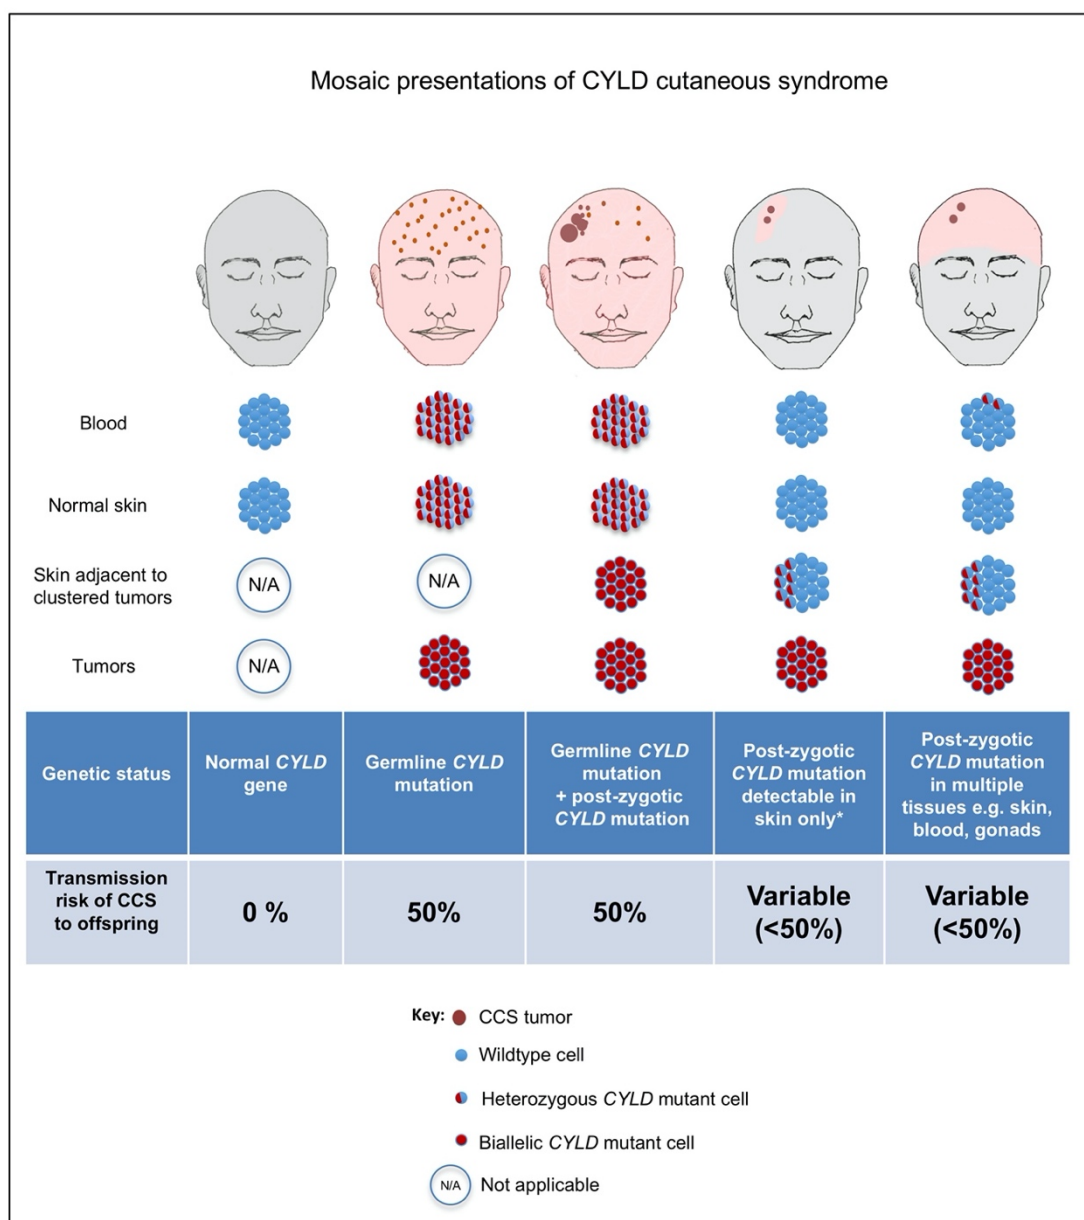 Mosaic presentations of CYLD cutaneous syndrome
Blood
Normal skin
Skin adjacent to
clustered tumors
N/A
N/A
Tumors
N/A
Genetic status
Normal CYLD
gene
Germline CYLD
mutation
Germline CYLD
mutation
+ post-zygotic
CYLD mutation
Post-zygotic
CYLD mutation
detectable in
skin only*
Post-zygotic
CYLD mutation
in multiple
tissues e.g. skin,
blood, gonads
Transmission
risk of CCS
to offspring
0 %
50%
50%
Variable
(<50%)
Variable
(<50%)
Key:
CCS tumor
Wildtype cell
Heterozygous CYLD mutant cell
Biallelic CYLD mutant cell
N/A Not applicable